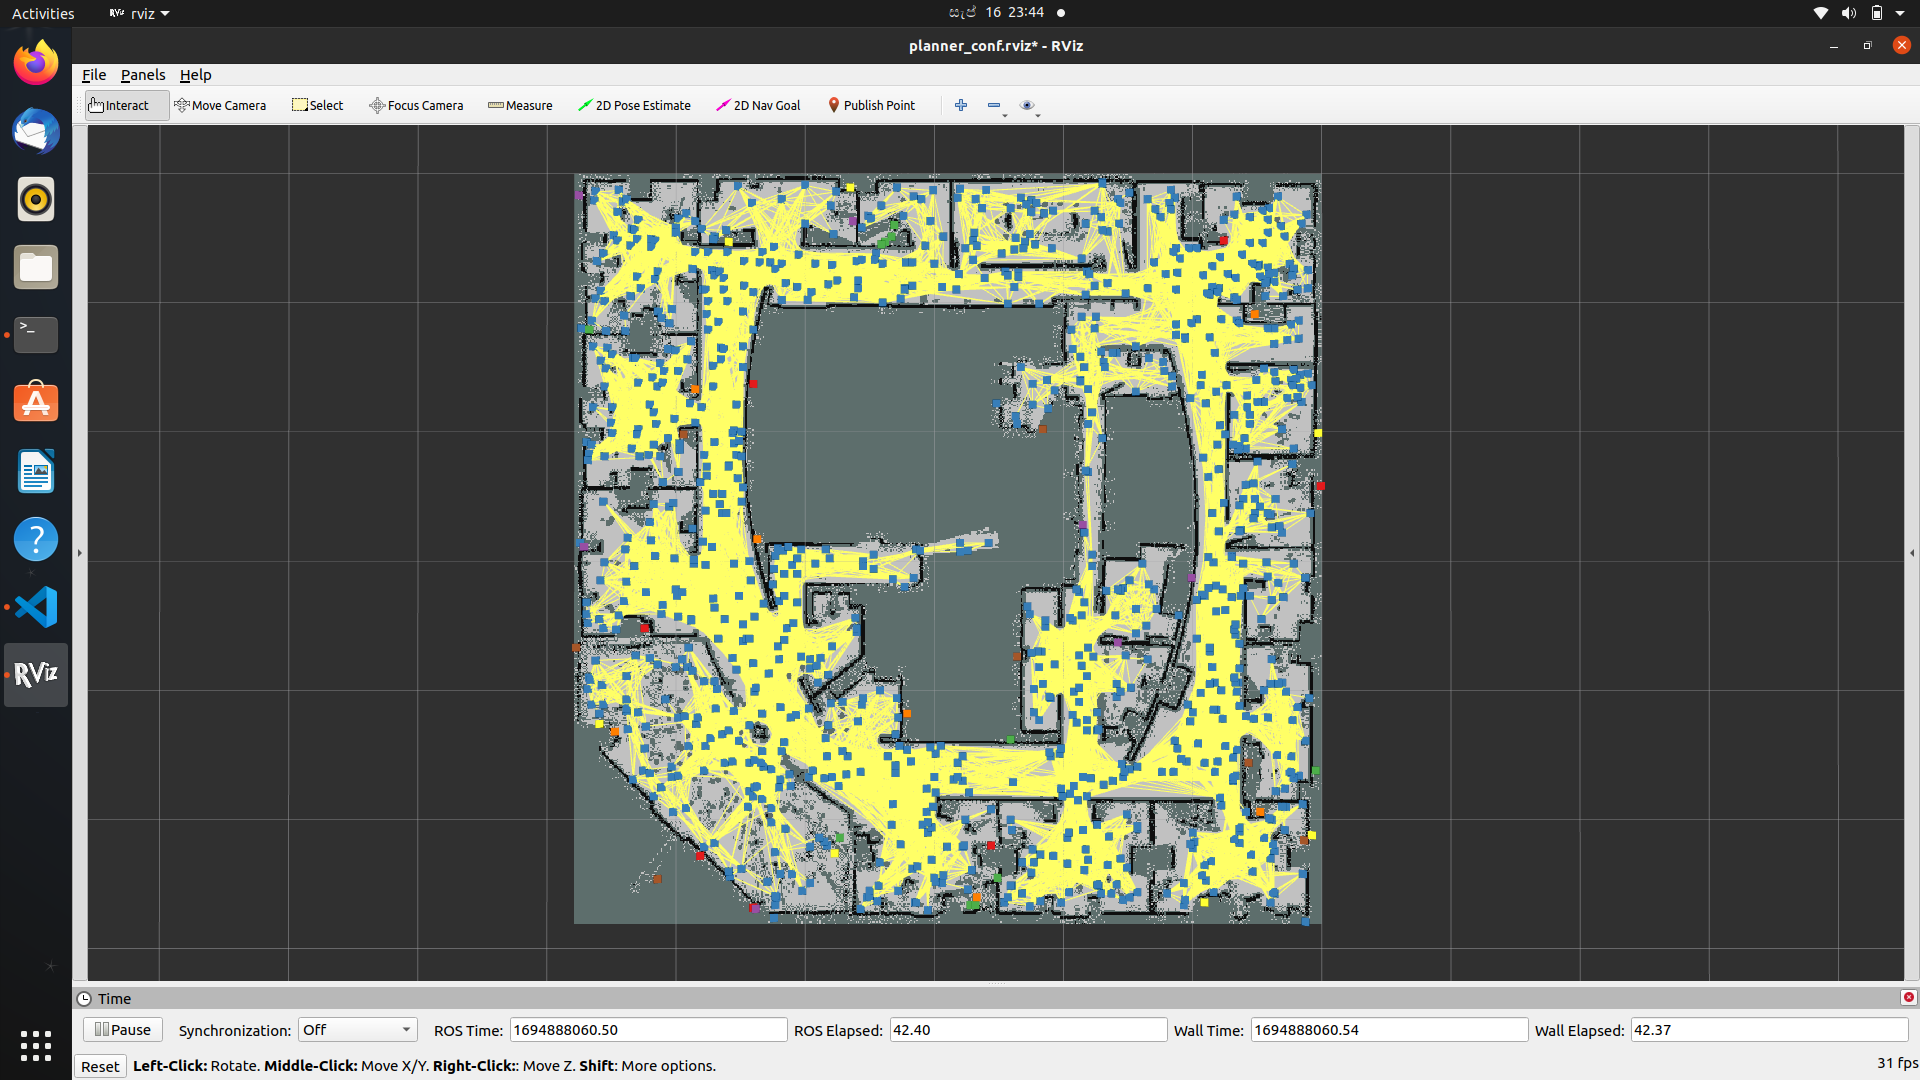 Activities RViz rviz සැප් 16 23:44
planner_conf.rviz* - RViz
File Panels Help
Interact Move Camera Select Focus Camera Measure 2D Pose Estimate 2D Nav Goal Publish Point
>_
?
RViz
Time
Pause Synchronization: Off ROS Time: 1694888060.50 ROS Elapsed: 42.40 Wall Time: 1694888060.54 Wall Elapsed: 42.37
Reset Left-Click: Rotate. Middle-Click: Move X/Y. Right-Click:: Move Z. Shift: More options. 31 fps